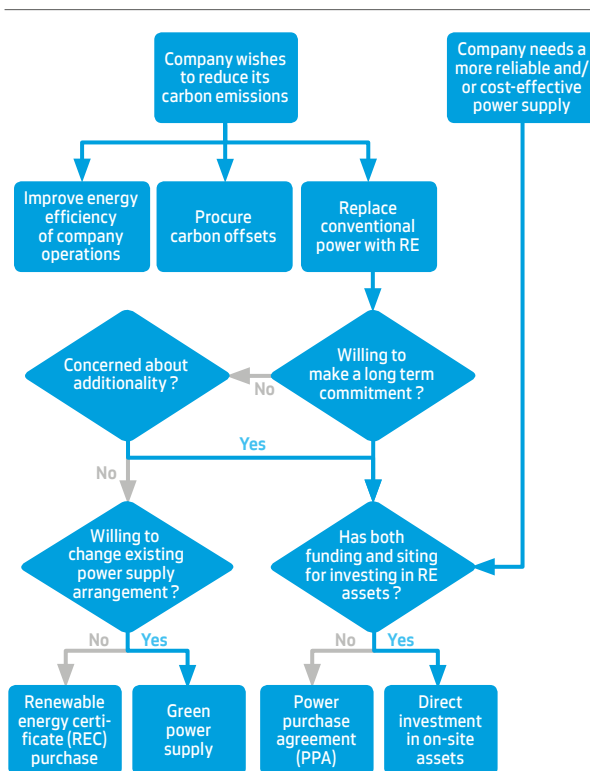 Company wishes
to reduce its
carbon emissions
Company needs a
more reliable and/
or cost-effective
power supply
Improve energy
efficiency
of company
operations
Procure
carbon offsets
Replace
conventional
power with RE
Concerned about
additionality ?
Willing to
make a long term
commitment ?
No
Yes
No
Willing to
change existing
power supply
arrangement ?
Has both
funding and siting
for investing in RE
assets ?
No
Yes
No
Yes
Renewable
energy certi-
ficate (REC)
purchase
Green
power
supply
Power
purchase
agreement
(PPA)
Direct
investment
in on-site
assets